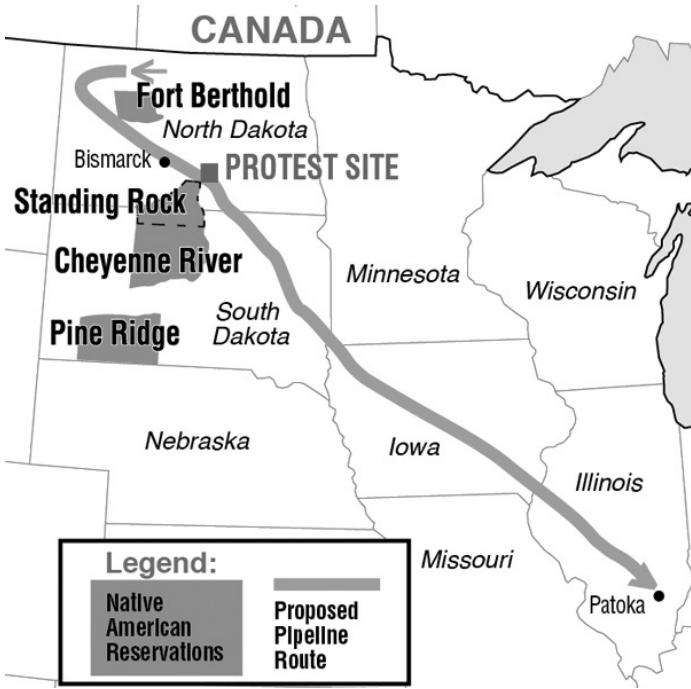 CANADA
Fort Berthold
North Dakota
Bismarck
PROTEST SITE
Standing Rock
Cheyenne River
Minnesota
Wisconsin
South
Dakota
Pine Ridge
Nebraska
Iowa
Illinois
Missouri
Patoka
Legend:
Native
American
Reservations
Proposed
Pipeline
Route